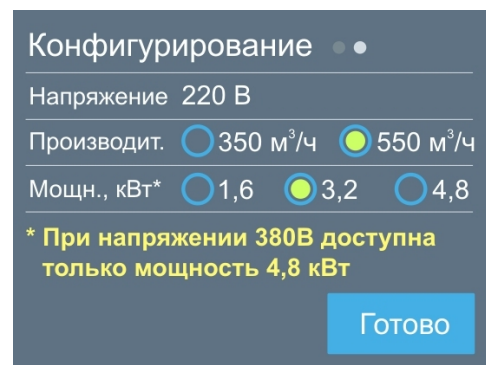 Конфигурирование
Напряжение 220 В
Производит. 350 м³/ч 550 м³/ч
Мощн., кВт* 1,6 3,2 4,8
* При напряжении 380В доступна
только мощность 4,8 кВт
Готово